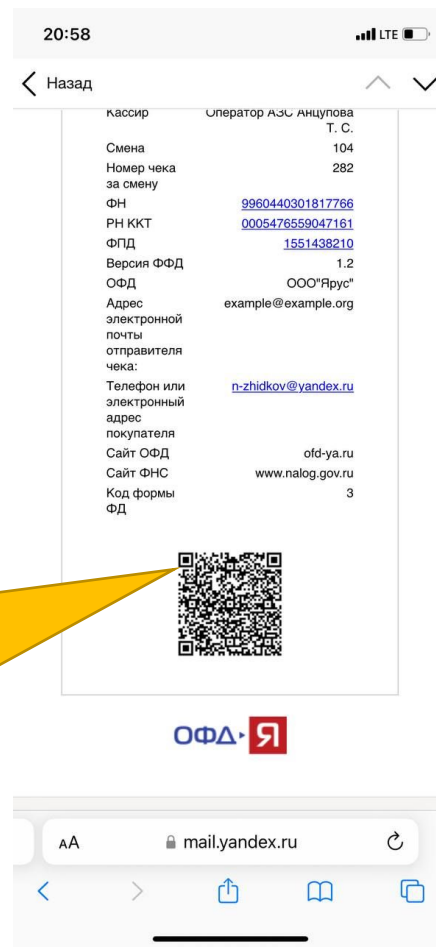 20:58
LTE
Назад
Кассир Оператор АЗС Анцупова
Т. С.
Смена 104
Номер чека 282
за смену
ФН 9960440301817766
РН ККТ 0005476559047161
ФПД 1551438210
Версия ФФД 1.2
ОФД ООО"Ярус"
Адрес example@example.org
электронной
почты
отправителя
чека:
Телефон или n-zhidkov@yandex.ru
электронный
адрес
покупателя
Сайт ОФД ofd-ya.ru
Сайт ФНС www.nalog.gov.ru
Код формы 3
ФД
ОФД Я
AA mail.yandex.ru